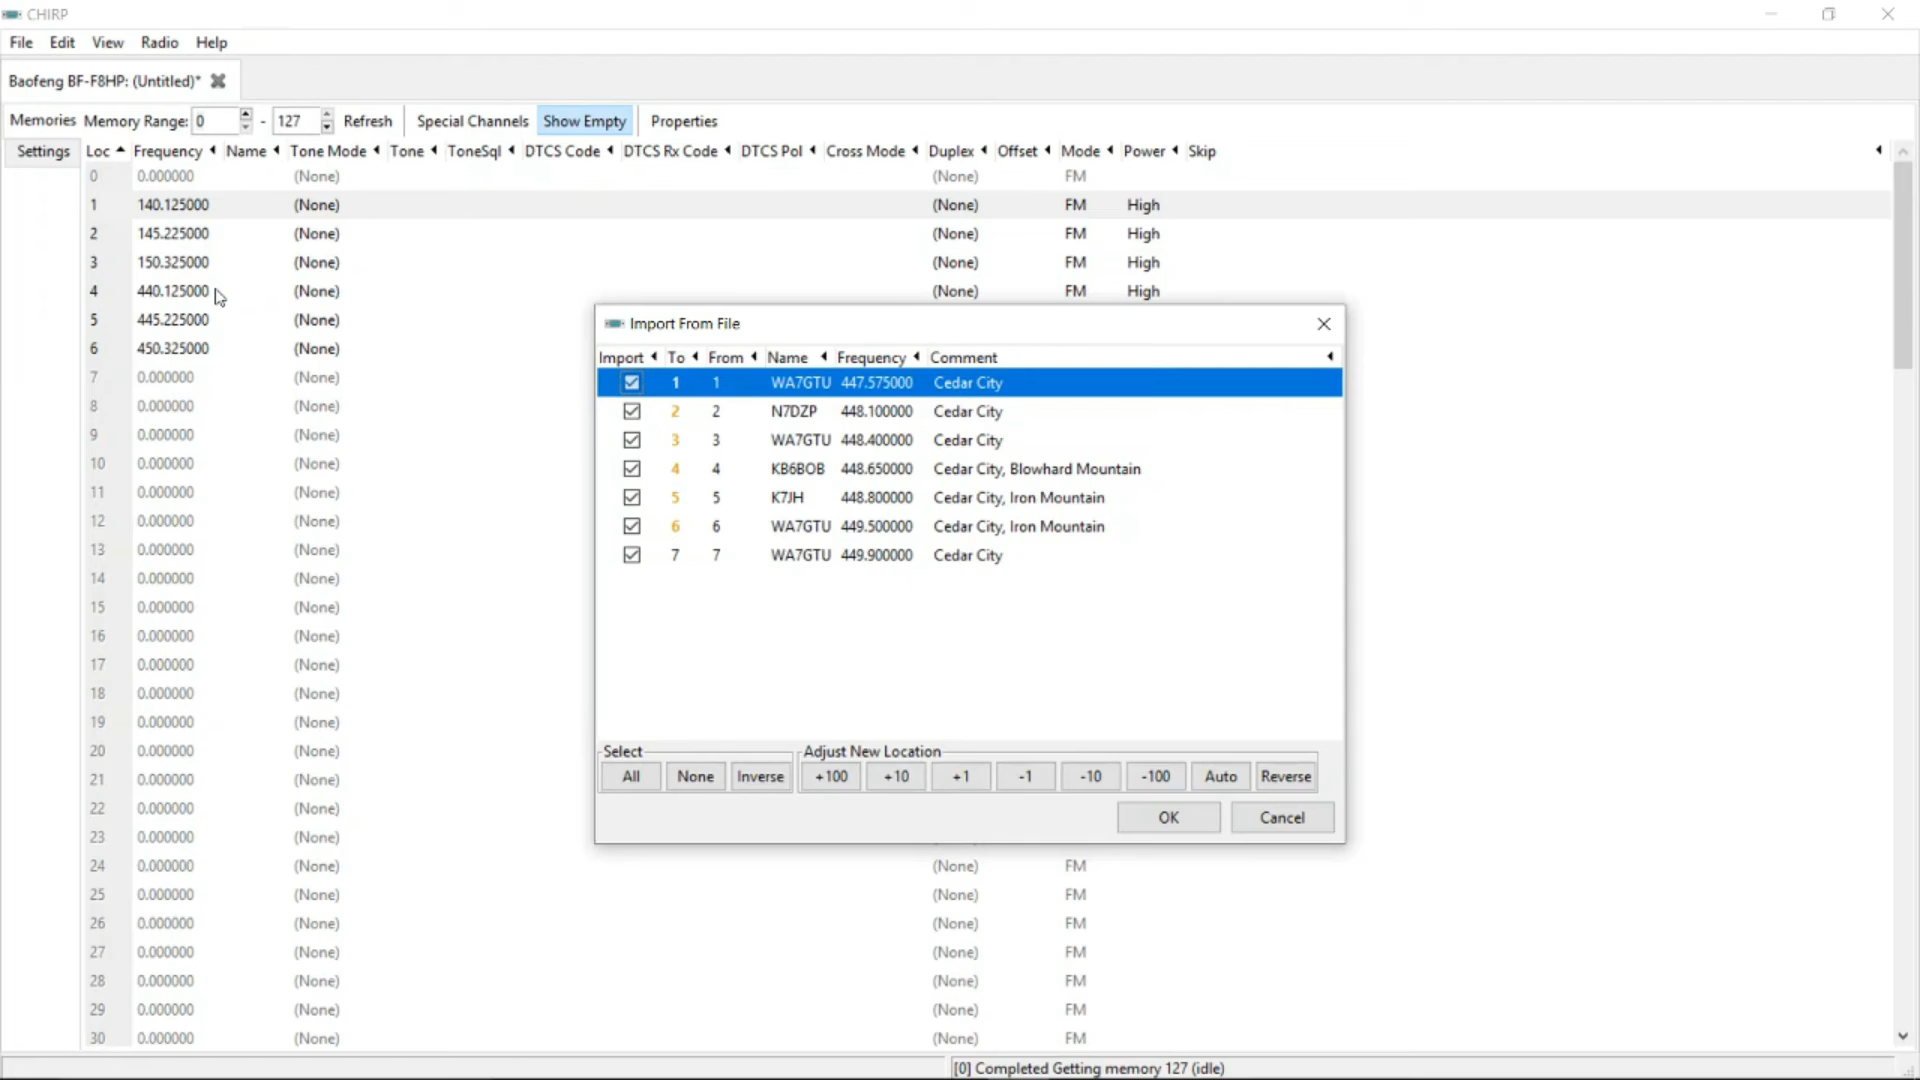 CHIRP
File Edit View Radio Help
Baofeng BF-F8HP: (Untitled)*
Memories Memory Range: 0 - 127 Refresh Special Channels Show Empty Properties
Settings Loc Frequency Name Tone Mode Tone ToneSql DTCS Code DTCS Rx Code DTCS Pol Cross Mode Duplex Offset Mode Power Skip
0 0.000000 (None) (None) FM
1 140.125000 (None) (None) FM High
2 145.225000 (None) (None) FM High
3 150.325000 (None) (None) FM High
4 440.125000 (None) (None) FM High
5 445.225000 (None)
6 450.325000 (None)
7 0.000000 (None)
8 0.000000 (None)
9 0.000000 (None)
10 0.000000 (None)
11 0.000000 (None)
12 0.000000 (None)
13 0.000000 (None)
14 0.000000 (None)
15 0.000000 (None)
16 0.000000 (None)
17 0.000000 (None)
18 0.000000 (None)
19 0.000000 (None)
20 0.000000 (None)
21 0.000000 (None)
22 0.000000 (None)
23 0.000000 (None)
24 0.000000 (None) (None) FM
25 0.000000 (None) (None) FM
26 0.000000 (None) (None) FM
27 0.000000 (None) (None) FM
28 0.000000 (None) (None) FM
29 0.000000 (None) (None) FM
30 0.000000 (None) (None) FM
Import From File
Import To From Name Frequency Comment
1 1 WA7GTU 447.575000 Cedar City
2 2 N7DZP 448.100000 Cedar City
3 3 WA7GTU 448.400000 Cedar City
4 4 KB6BOB 448.650000 Cedar City, Blowhard Mountain
5 5 K7JH 448.800000 Cedar City, Iron Mountain
6 6 WA7GTU 449.500000 Cedar City, Iron Mountain
7 7 WA7GTU 449.900000 Cedar City
Select Adjust New Location
All None Inverse +100 +10 +1 -1 -10 -100 Auto Reverse
OK Cancel
[0] Completed Getting memory 127 (idle)